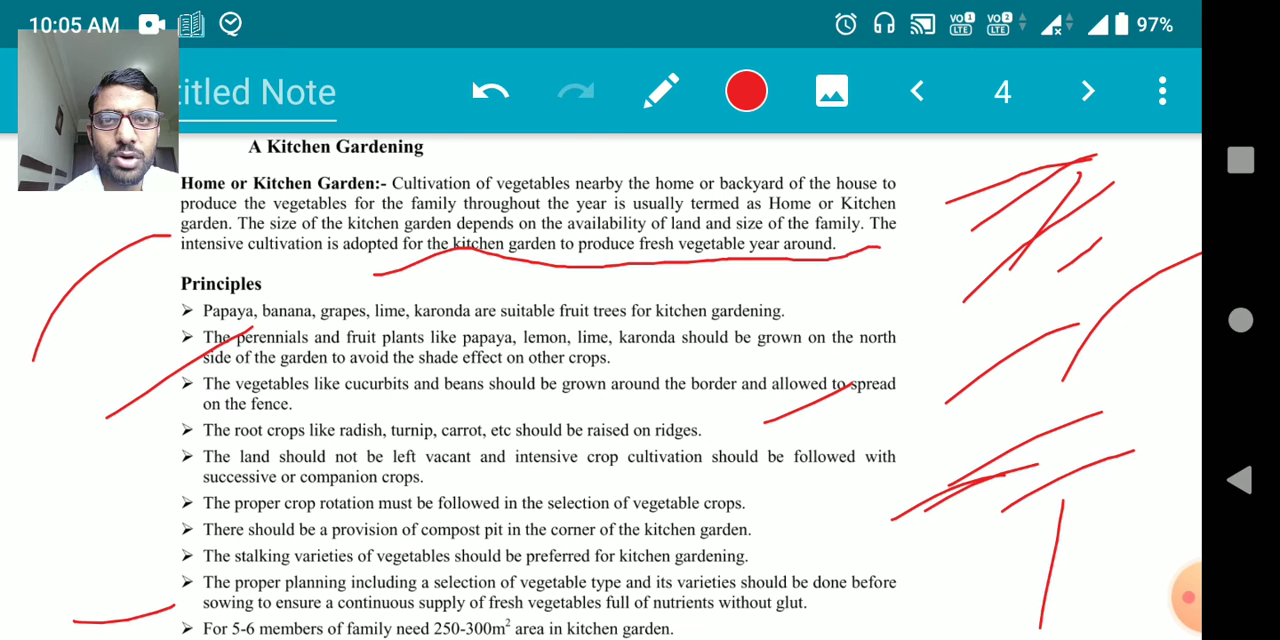 10:05 AM
VO 1 LTE
VO 2 LTE
97%
titled Note
4
A Kitchen Gardening
Home or Kitchen Garden:- Cultivation of vegetables nearby the home or backyard of the house to
produce the vegetables for the family throughout the year is usually termed as Home or Kitchen
garden. The size of the kitchen garden depends on the availability of land and size of the family. The
intensive cultivation is adopted for the kitchen garden to produce fresh vegetable year around.
Principles
➢ Papaya, banana, grapes, lime, karonda are suitable fruit trees for kitchen gardening.
➢ The perennials and fruit plants like papaya, lemon, lime, karonda should be grown on the north
side of the garden to avoid the shade effect on other crops.
➢ The vegetables like cucurbits and beans should be grown around the border and allowed to spread
on the fence.
➢ The root crops like radish, turnip, carrot, etc should be raised on ridges.
➢ The land should not be left vacant and intensive crop cultivation should be followed with
successive or companion crops.
➢ The proper crop rotation must be followed in the selection of vegetable crops.
➢ There should be a provision of compost pit in the corner of the kitchen garden.
➢ The stalking varieties of vegetables should be preferred for kitchen gardening.
➢ The proper planning including a selection of vegetable type and its varieties should be done before
sowing to ensure a continuous supply of fresh vegetables full of nutrients without glut.
➢ For 5-6 members of family need 250-300m² area in kitchen garden.